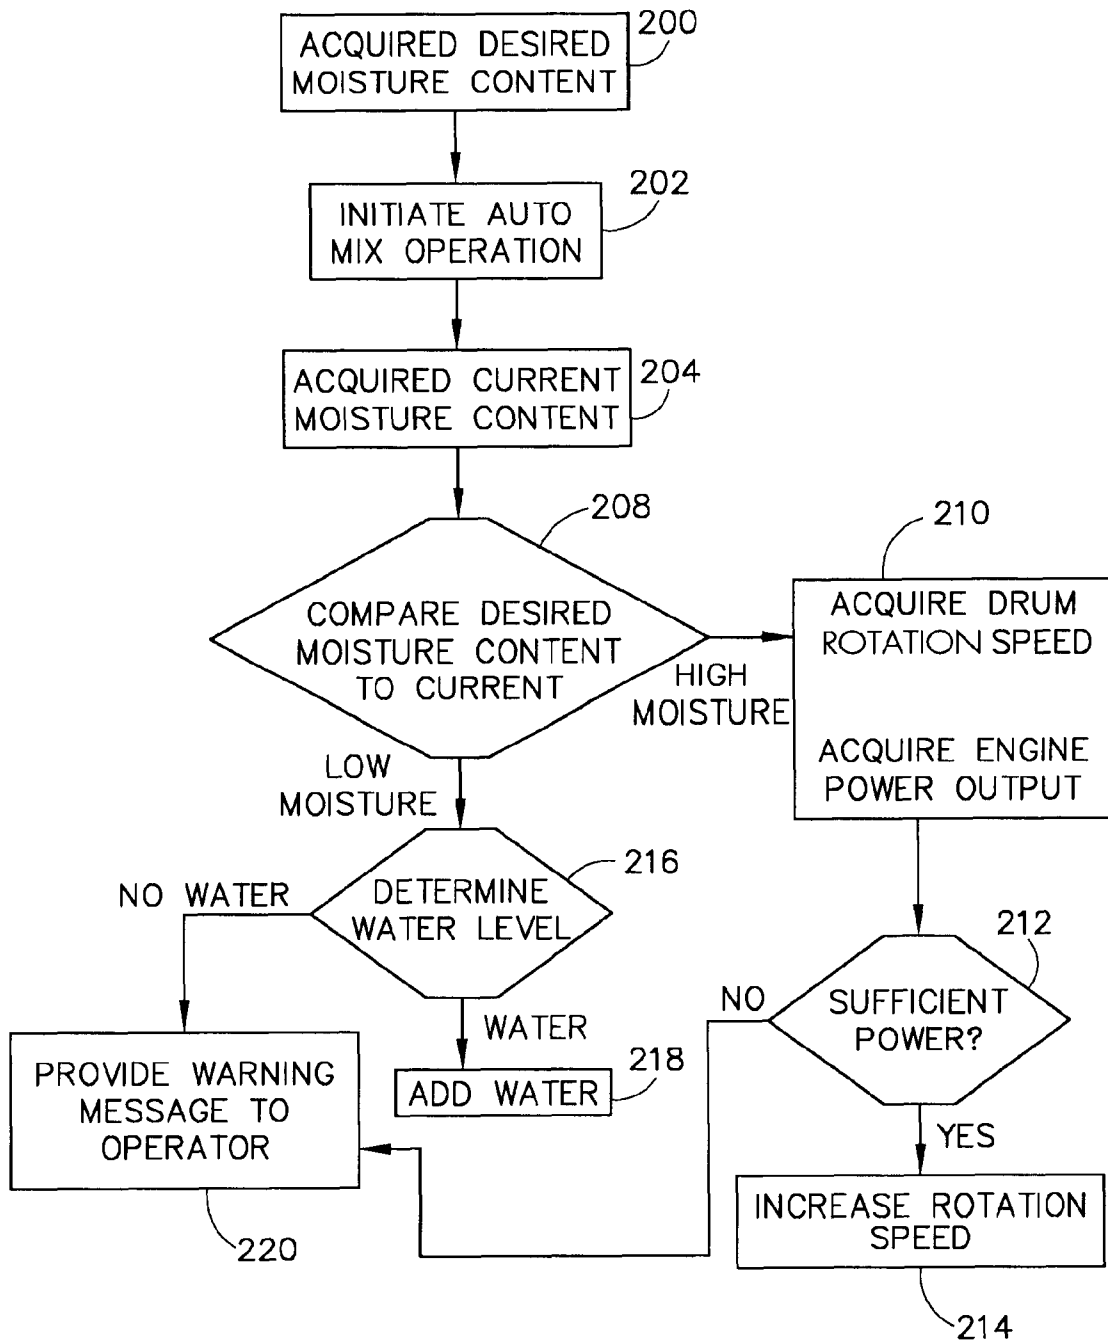 200
ACQUIRED DESIRED
MOISTURE CONTENT
202
INITIATE AUTO
MIX OPERATION
204
ACQUIRED CURRENT
MOISTURE CONTENT
208
COMPARE DESIRED
MOISTURE CONTENT
TO CURRENT
HIGH
MOISTURE
210
ACQUIRE DRUM
ROTATION SPEED
ACQUIRE ENGINE
POWER OUTPUT
LOW
MOISTURE
216
DETERMINE
WATER LEVEL
NO WATER
WATER
218
ADD WATER
212
SUFFICIENT
POWER?
NO
YES
PROVIDE WARNING
MESSAGE TO
OPERATOR
220
INCREASE ROTATION
SPEED
214